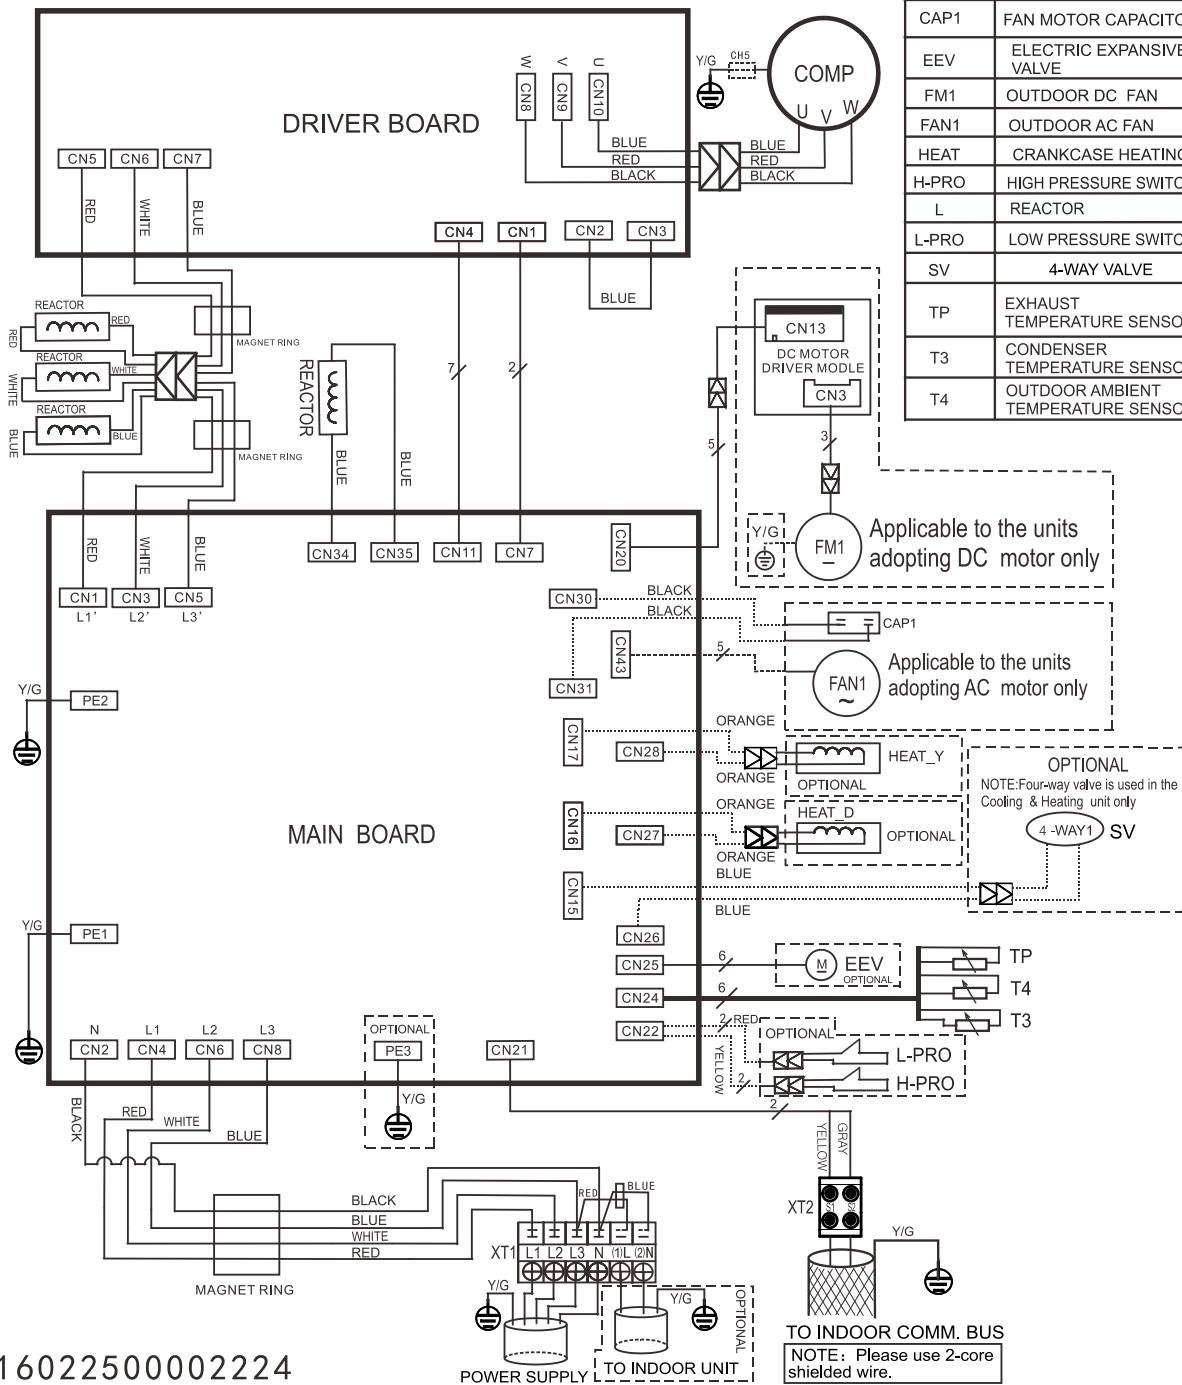 DRIVER BOARD
W
V
U
CN8
CN9
CN10
BLUE
RED
BLACK
BLUE
RED
BLACK
Y/G
CH5
COMP
U V W
CN5 CN6 CN7
RED
WHITE
BLUE
CN4 CN1 CN2 CN3
BLUE
REACTOR
RED
RED
REACTOR
WHITE
WHITE
REACTOR
BLUE
BLUE
MAGNET RING
MAGNET RING
REACTOR
BLUE
BLUE
7
2
CAP1 FAN MOTOR CAPACITO
EEV ELECTRIC EXPANSIVE
VALVE
FM1 OUTDOOR DC FAN
FAN1 OUTDOOR AC FAN
HEAT CRANKCASE HEATING
H-PRO HIGH PRESSURE SWITC
L REACTOR
L-PRO LOW PRESSURE SWITC
SV 4-WAY VALVE
TP EXHAUST
TEMPERATURE SENSO
T3 CONDENSER
TEMPERATURE SENSO
T4 OUTDOOR AMBIENT
TEMPERATURE SENSO
CN13
DC MOTOR
DRIVER MODLE
CN3
5
3
Y/G
FM1
Applicable to the units
adopting DC motor only
RED
WHITE
BLUE
CN1 CN3 CN5
L1' L2' L3'
CN34 CN35 CN11 CN7
CN20
CN30
BLACK
BLACK
CN43
CN31
5
CAP1
FAN1
~
Applicable to the units
adopting AC motor only
Y/G
PE2
MAIN BOARD
CN17
CN28
ORANGE
ORANGE
HEAT_Y
OPTIONAL
CN16
CN27
ORANGE
ORANGE
HEAT_D
OPTIONAL
OPTIONAL
NOTE:Four-way valve is used in the
Cooling & Heating unit only
4 -WAY1 SV
CN15
BLUE
BLUE
CN26
CN25
6
M
EEV
OPTIONAL
CN24
6
TP
T4
T3
CN22
2 RED
YELLOW
2
OPTIONAL
L-PRO
H-PRO
Y/G
PE1
N L1 L2 L3
CN2 CN4 CN6 CN8
OPTIONAL
PE3
Y/G
CN21
2
BLACK
RED
WHITE
BLUE
YELLOW
GRAY
XT2
Y/G
BLACK
BLUE
WHITE
RED
MAGNET RING
RED
BLUE
XT1
L1 L2 L3 N (1)L (2)N
Y/G
Y/G
OPTIONAL
POWER SUPPLY
TO INDOOR UNIT
TO INDOOR COMM. BUS
NOTE: Please use 2-core
shielded wire.
16022500002224